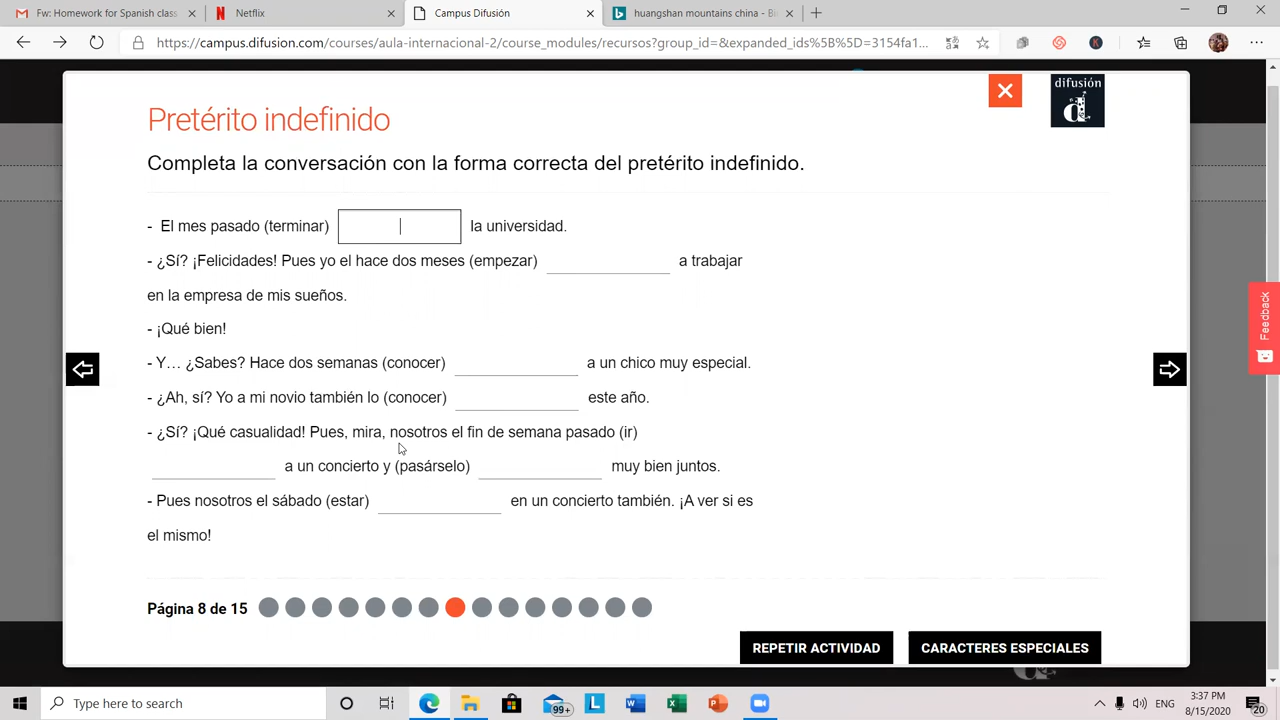 Fw: Homework for Spanish class
Netflix
Campus Difusión
huangshan mountains china - Bi
https://campus.difusion.com/courses/aula-internacional-2/course_modules/recursos?group_id=&expanded_ids%5B%5D=3154fa1...
difusión
d
Pretérito indefinido
Completa la conversación con la forma correcta del pretérito indefinido.
- El mes pasado (terminar) la universidad.
- ¿Sí? ¡Felicidades! Pues yo el hace dos meses (empezar) a trabajar
en la empresa de mis sueños.
- ¡Qué bien!
- Y... ¿Sabes? Hace dos semanas (conocer) a un chico muy especial.
- ¿Ah, sí? Yo a mi novio también lo (conocer) este año.
- ¿Sí? ¡Qué casualidad! Pues, mira, nosotros el fin de semana pasado (ir)
a un concierto y (pasárselo) muy bien juntos.
- Pues nosotros el sábado (estar) en un concierto también. ¡A ver si es
el mismo!
Feedback
Página 8 de 15
REPETIR ACTIVIDAD
CARACTERES ESPECIALES
Type here to search
99+
ENG
3:37 PM
8/15/2020
20